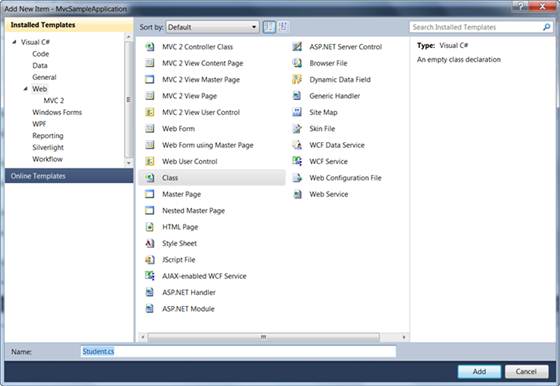 Add New Item - MvcSampleApplication
Installed Templates
Visual C#
Code
Data
General
Web
MVC 2
Windows Forms
WPF
Reporting
Silverlight
Workflow
Online Templates
Sort by: Default
MVC 2 Controller Class
MVC 2 View Content Page
MVC 2 View Master Page
MVC 2 View Page
MVC 2 View User Control
Web Form
Web Form using Master Page
Web User Control
Class
Master Page
Nested Master Page
HTML Page
Style Sheet
JScript File
AJAX-enabled WCF Service
ASP.NET Handler
ASP.NET Module
ASP.NET Server Control
Browser File
Dynamic Data Field
Generic Handler
Site Map
Skin File
WCF Data Service
WCF Service
Web Configuration File
Web Service
Search Installed Templates
Type: Visual C#
An empty class declaration
Name: Student.cs
Add Cancel